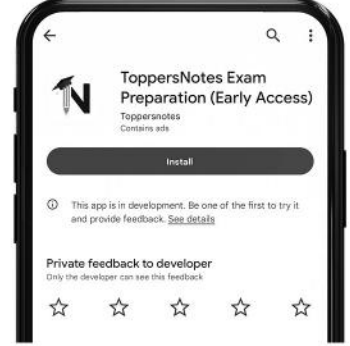 N
ToppersNotes Exam
Preparation (Early Access)
Toppersnotes
Contains ads
Install
This app is in development. Be one of the first to try it
and provide feedback. See details
Private feedback to developer
Only the developer can see this feedback